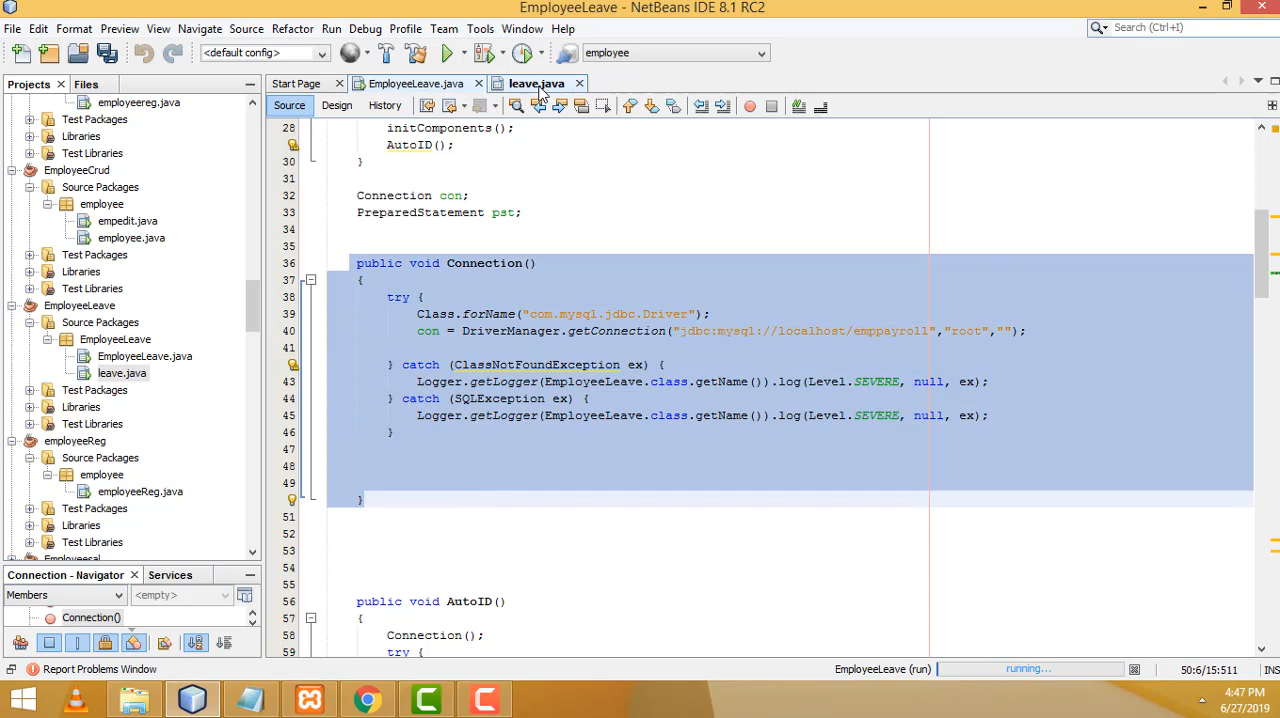 EmployeeLeave - NetBeans IDE 8.1 RC2
File Edit Format Preview View Navigate Source Refactor Run Debug Profile Team Tools Window Help
Search (Ctrl+I)
<default config> employee
Projects Files
Start Page EmployeeLeave.java leave.java
Source Design History
employeereg.java
Test Packages
Libraries
Test Libraries
EmployeeCrud
Source Packages
employee
empedit.java
employee.java
Test Packages
Libraries
Test Libraries
EmployeeLeave
Source Packages
EmployeeLeave
EmployeeLeave.java
leave.java
Test Packages
Libraries
Test Libraries
employeeReg
Source Packages
employee
employeeReg.java
Test Packages
Libraries
Test Libraries
Employeesal
28 initComponents();
AutoID();
30 }
31
32 Connection con;
33 PreparedStatement pst;
34
35
36 public void Connection()
37 {
38 try {
39 Class.forName("com.mysql.jdbc.Driver");
40 con = DriverManager.getConnection("jdbc:mysql://localhost/emppayroll","root","");
41
} catch (ClassNotFoundException ex) {
43 Logger.getLogger(EmployeeLeave.class.getName()).log(Level.SEVERE, null, ex);
44 } catch (SQLException ex) {
45 Logger.getLogger(EmployeeLeave.class.getName()).log(Level.SEVERE, null, ex);
46 }
47
48
49
}
51
52
53
54
55
56 public void AutoID()
57 {
58 Connection();
59 try {
Connection - Navigator Services
Members <empty>
Connection()
Report Problems Window
EmployeeLeave (run) running... 50:6/15:511 INS
4:47 PM
6/27/2019